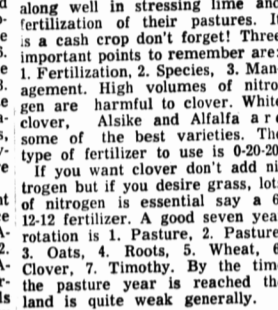 along well in stressing lime and
fertilization of their pastures. It
is a cash crop don't forget! Three
important points to remember are:
1. Fertilization, 2. Species, 3. Man-
agement. High volumes of nitro-
gen are harmful to clover. White
clover, Alsike and Alfalfa are
some of the best varieties. The
type of fertilizer to use is 0-20-20
If you want clover don't add ni-
trogen but if you desire grass, lots
of nitrogen is essential say a 6-
12-12 fertilizer. A good seven year
rotation is 1. Pasture, 2. Pasture
3. Oats, 4. Roots, 5. Wheat, 6
Clover, 7. Timothy. By the time
the pasture year is reached the
land is quite weak generally.